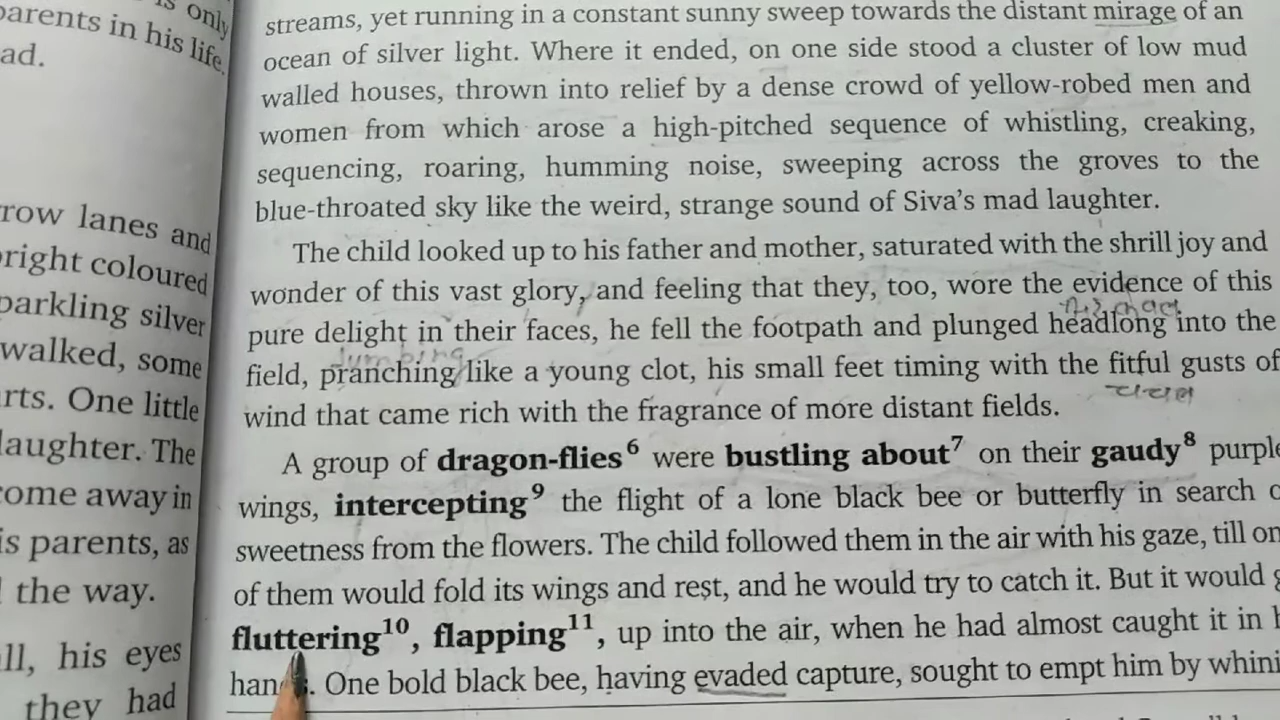 is only
parents in his life.
ad.
row lanes and
right coloured
parkling silver
walked, some
rts. One little
laughter. The
come away in
is parents, as
the way.
ll, his eyes
they had
streams, yet running in a constant sunny sweep towards the distant mirage of an
ocean of silver light. Where it ended, on one side stood a cluster of low mud
walled houses, thrown into relief by a dense crowd of yellow-robed men and
women from which arose a high-pitched sequence of whistling, creaking,
sequencing, roaring, humming noise, sweeping across the groves to the
blue-throated sky like the weird, strange sound of Siva's mad laughter.
The child looked up to his father and mother, saturated with the shrill joy and
wonder of this vast glory, and feeling that they, too, wore the evidence of this
pure delight in their faces, he fell the footpath and plunged headlong into the
jumbing
field, pranching like a young clot, his small feet timing with the fitful gusts of
wind that came rich with the fragrance of more distant fields.
A group of dragon-flies6 were bustling about7 on their gaudy8 purple
wings, intercepting9 the flight of a lone black bee or butterfly in search
sweetness from the flowers. The child followed them in the air with his gaze, till
of them would fold its wings and rest, and he would try to catch it. But it would
fluttering10, flapping11, up into the air, when he had almost caught it in
One bold black bee, having evaded capture, sought to empt him by whini